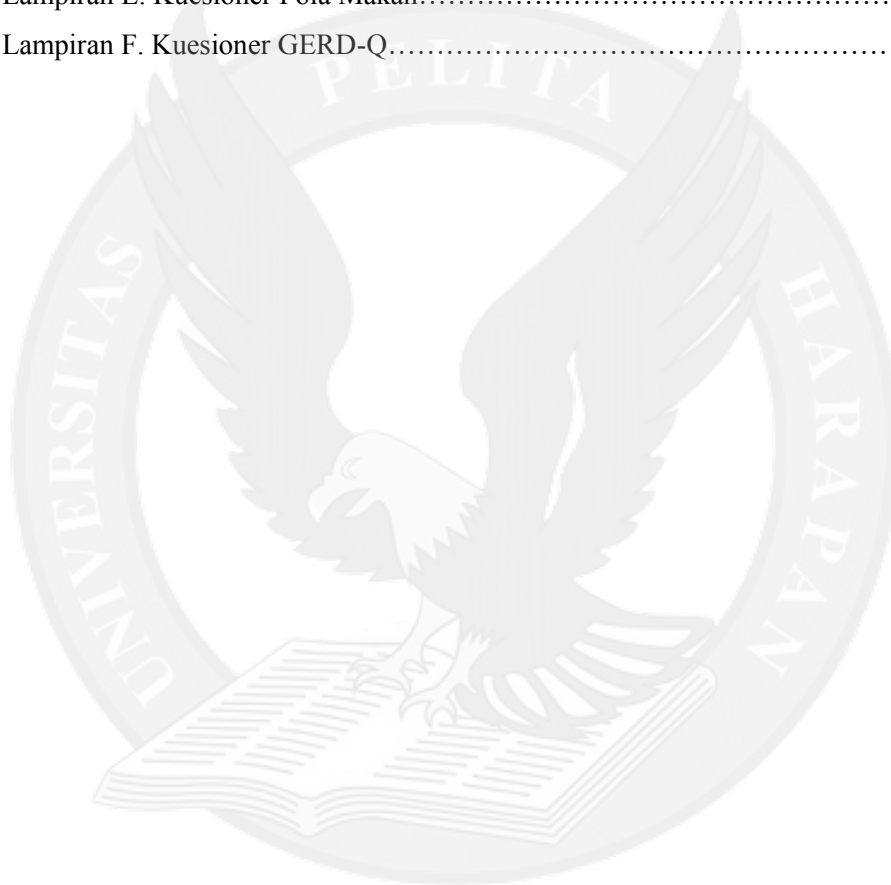 Lampiran E. Kuesioner Pola Makan……………………………………………
Lampiran F. Kuesioner GERD-Q………………………………………………
UNIVERSITAS PELITA HARAPAN